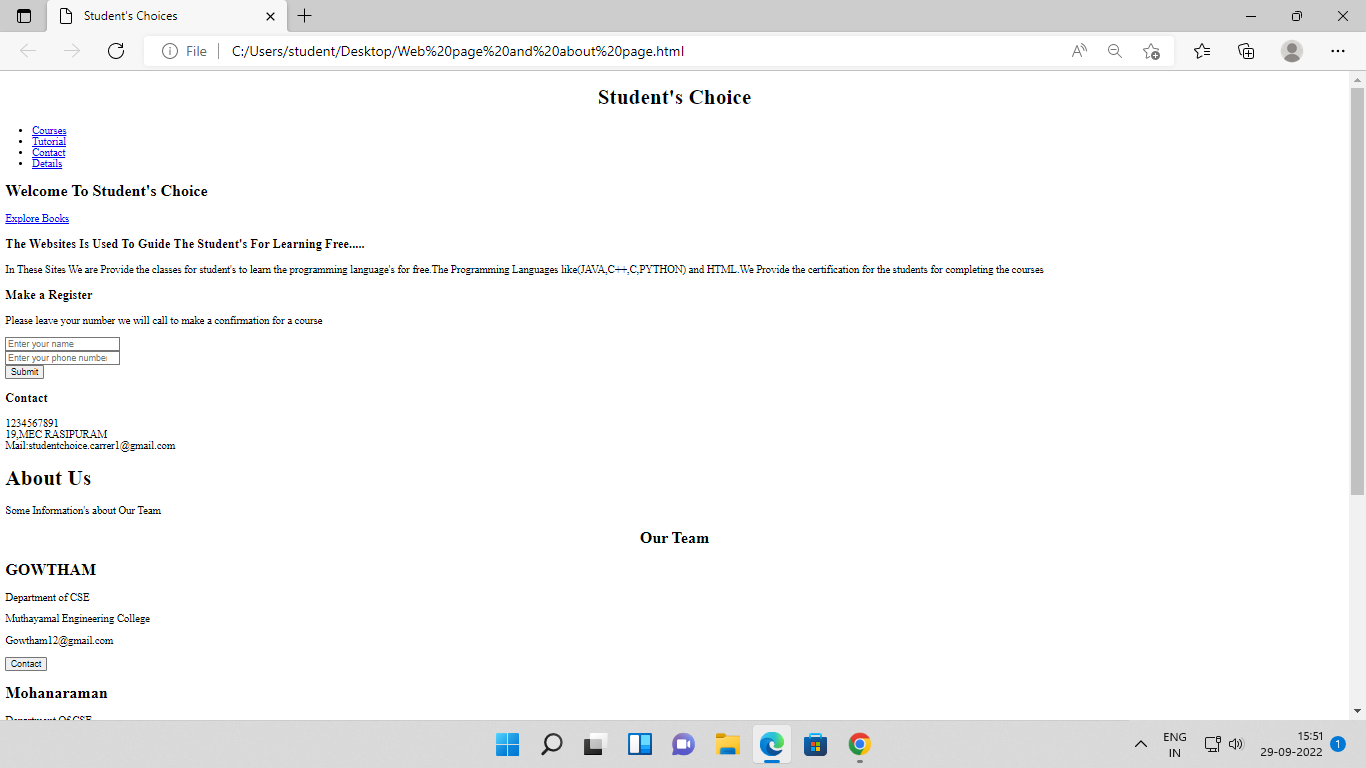 Student's Choices
File
C:/Users/student/Desktop/Web%20page%20and%20about%20page.html
Student's Choice
Courses
Tutorial
Contact
Details
Welcome To Student's Choice
Explore Books
The Websites Is Used To Guide The Student's For Learning Free.....
In These Sites We are Provide the classes for student's to learn the programming language's for free.The Programming Languages like(JAVA,C++,C,PYTHON) and HTML.We Provide the certification for the students for completing the courses
Make a Register
Please leave your number we will call to make a confirmation for a course
Enter your name
Enter your phone number
Submit
Contact
1234567891
19,MEC RASIPURAM
Mail:studentchoice.carrer1@gmail.com
About Us
Some Information's about Our Team
Our Team
GOWTHAM
Department of CSE
Muthayamal Engineering College
Gowtham12@gmail.com
Contact
Mohanaraman
Department Of CSE
ENG
IN
15:51
29-09-2022
1